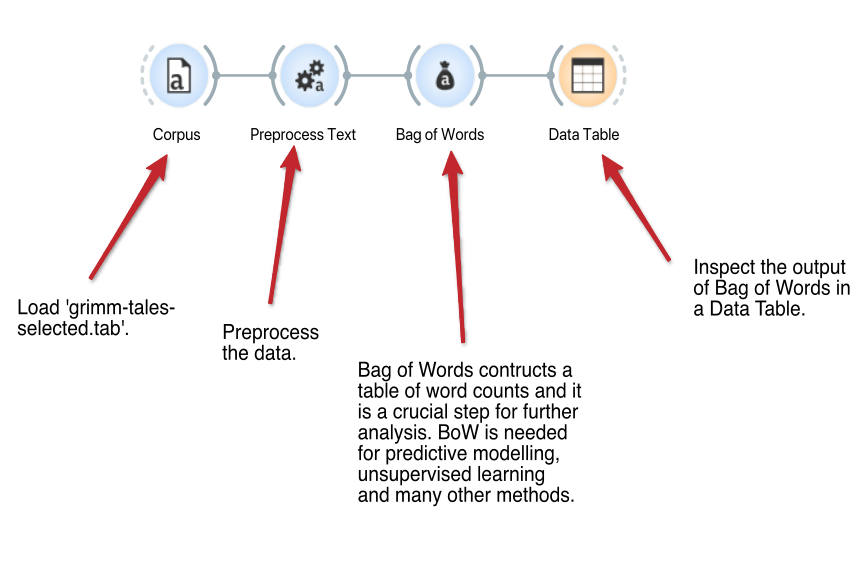 Corpus
Preprocess Text
Bag of Words
Data Table
Load 'grimm-tales-
selected.tab'.
Preprocess
the data.
Bag of Words contructs a
table of word counts and it
is a crucial step for further
analysis. BoW is needed
for predictive modelling,
unsupervised learning
and many other methods.
Inspect the output
of Bag of Words in
a Data Table.